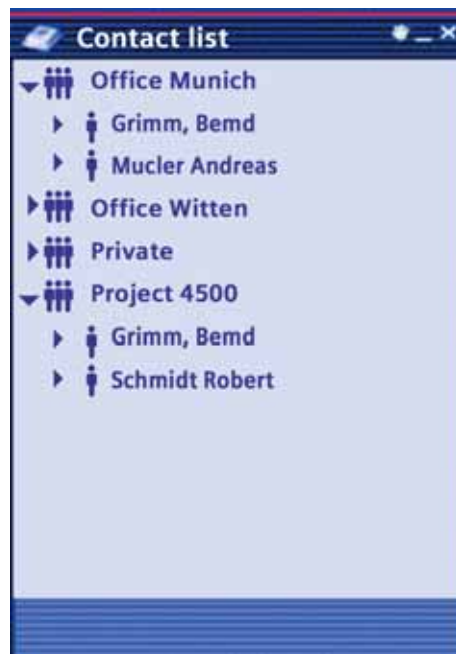 Contact list
Office Munich
Grimm, Bemd
Mucler Andreas
Office Witten
Private
Project 4500
Grimm, Bemd
Schmidt Robert